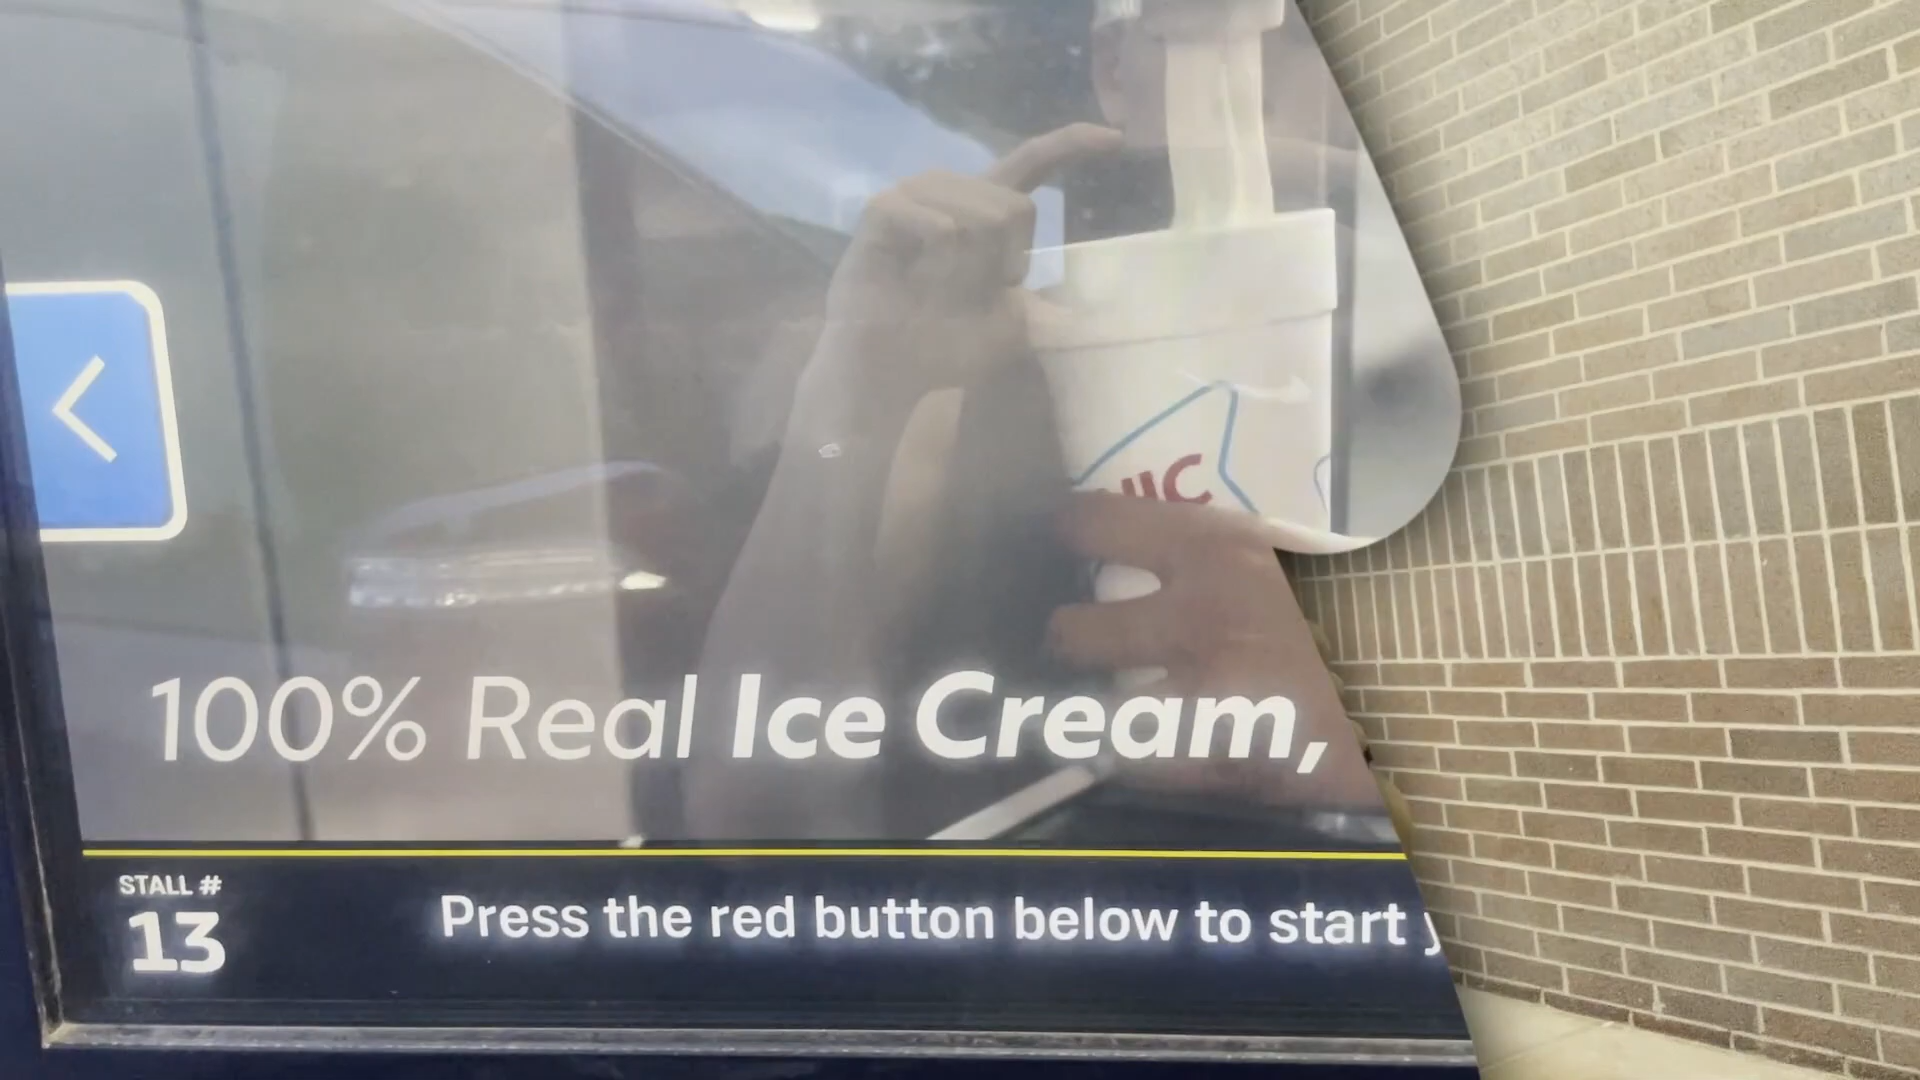 100% Real Ice Cream,
STALL #
13
Press the red button below to start